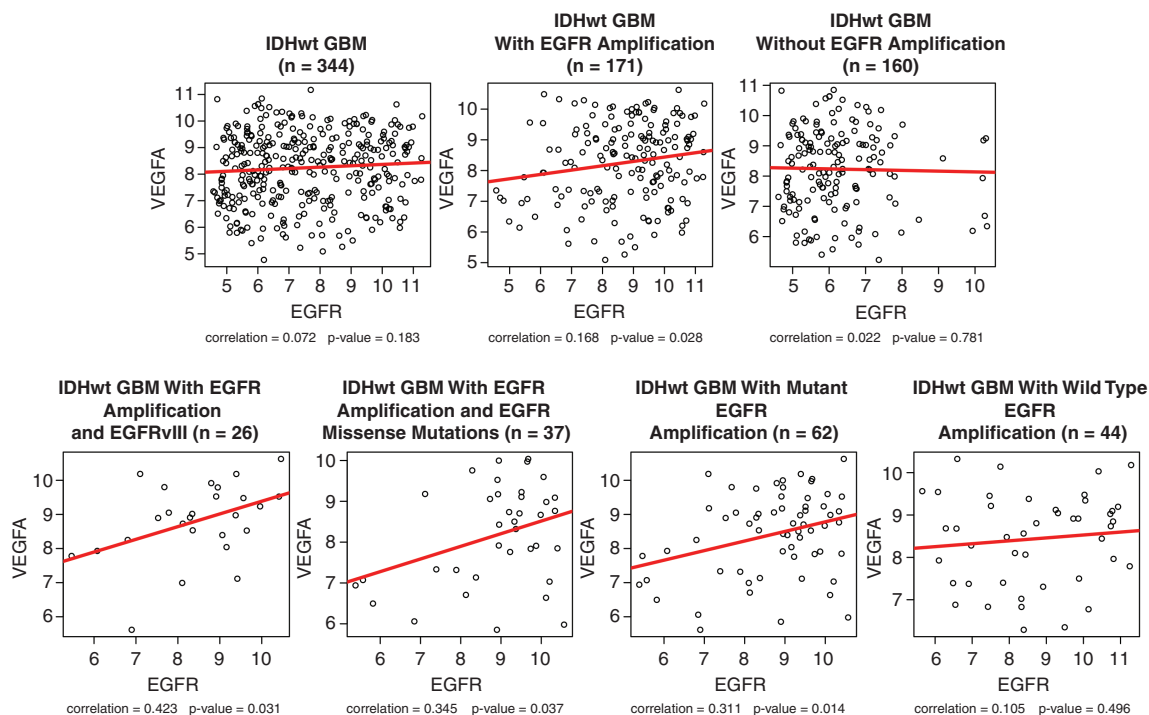 IDHwt GBM
(n = 344)
VEGFA
11
10
9
8
7
6
5
5 6 7 8 9 10 11
EGFR
correlation = 0.072 p-value = 0.183
IDHwt GBM
With EGFR Amplification
(n = 171)
VEGFA
10
9
8
7
6
5
5 6 7 8 9 10 11
EGFR
correlation = 0.168 p-value = 0.028
IDHwt GBM
Without EGFR Amplification
(n = 160)
VEGFA
11
10
9
8
7
6
5 6 7 8 9 10
EGFR
correlation = 0.022 p-value = 0.781
IDHwt GBM With EGFR
Amplification
and EGFRvIII (n = 26)
VEGFA
10
9
8
7
6
6 7 8 9 10
EGFR
correlation = 0.423 p-value = 0.031
IDHwt GBM With EGFR
Amplification and EGFR
Missense Mutations (n = 37)
VEGFA
10
9
8
7
6
6 7 8 9 10
EGFR
correlation = 0.345 p-value = 0.037
IDHwt GBM With Mutant
EGFR
Amplification (n = 62)
VEGFA
10
9
8
7
6
6 7 8 9 10
EGFR
correlation = 0.311 p-value = 0.014
IDHwt GBM With Wild Type
EGFR
Amplification (n = 44)
VEGFA
10
9
8
7
6 7 8 9 10 11
EGFR
correlation = 0.105 p-value = 0.496